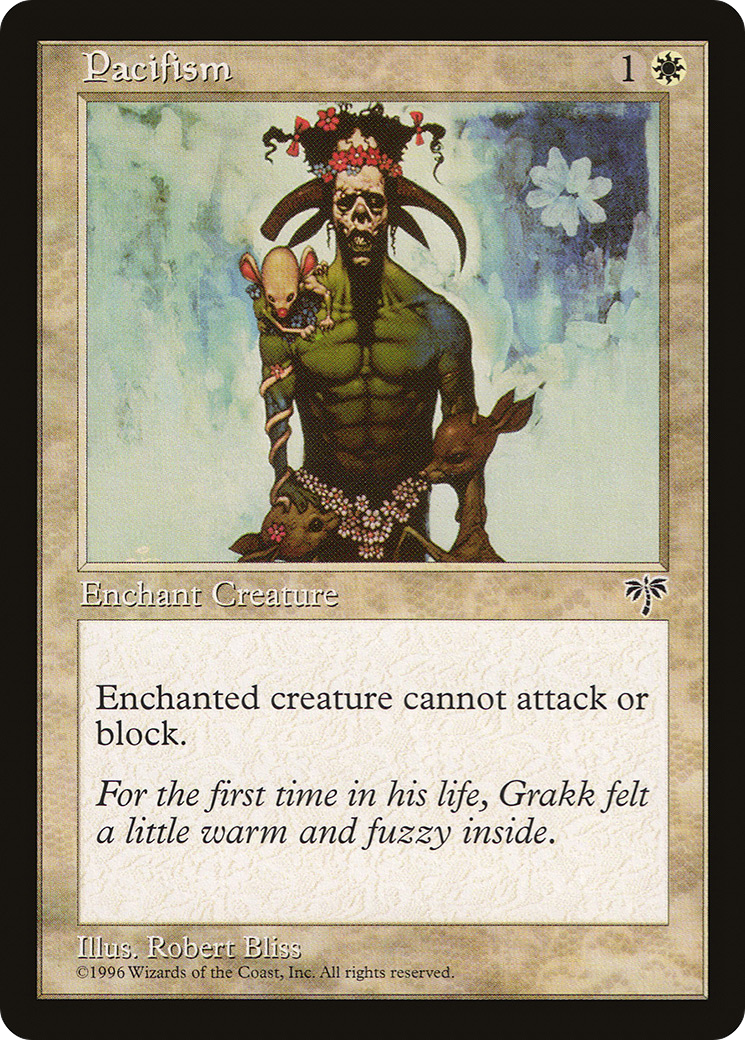 Pacifism 1
Enchant Creature
Enchanted creature cannot attack or
block.
For the first time in his life, Grakk felt
a little warm and fuzzy inside.
Illus. Robert Bliss
©1996 Wizards of the Coast, Inc. All rights reserved.